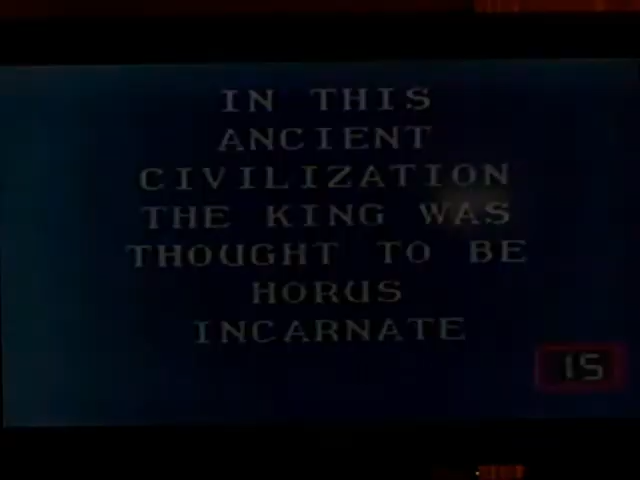 IN THIS
ANCIENT
CIVILIZATION
THE KING WAS
THOUGHT TO BE
HORUS
INCARNATE
15